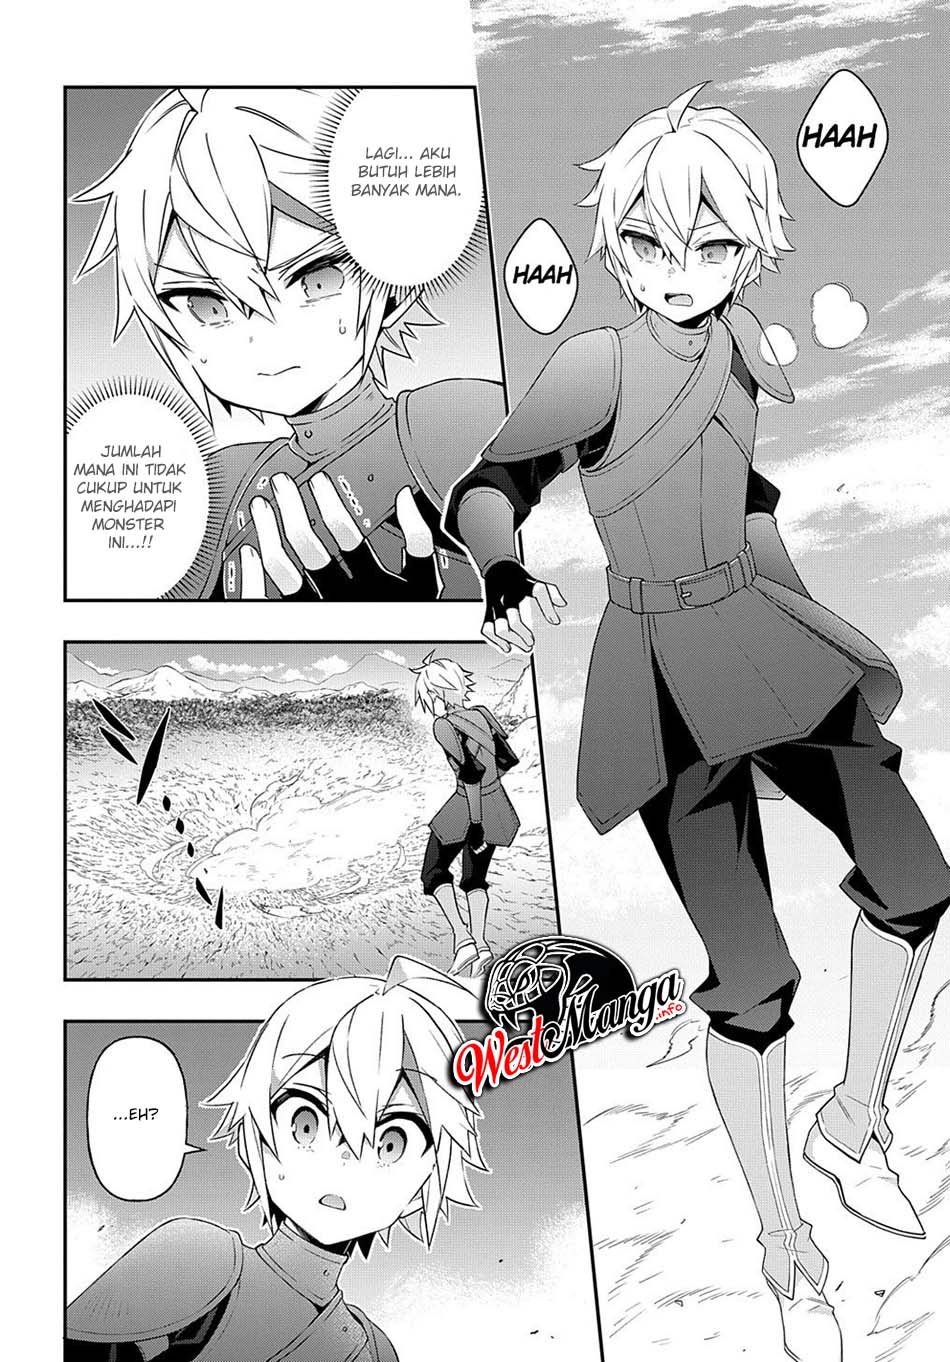 HAAH
HAAH
LAGI... AKU
BUTUH LEBIH
BANYAK MANA.
JUMLAH
MANA INI TIDAK
CUKUP UNTUK
MENGHADAPI
MONSTER
INI...!!
...EH?
WestManga
.info